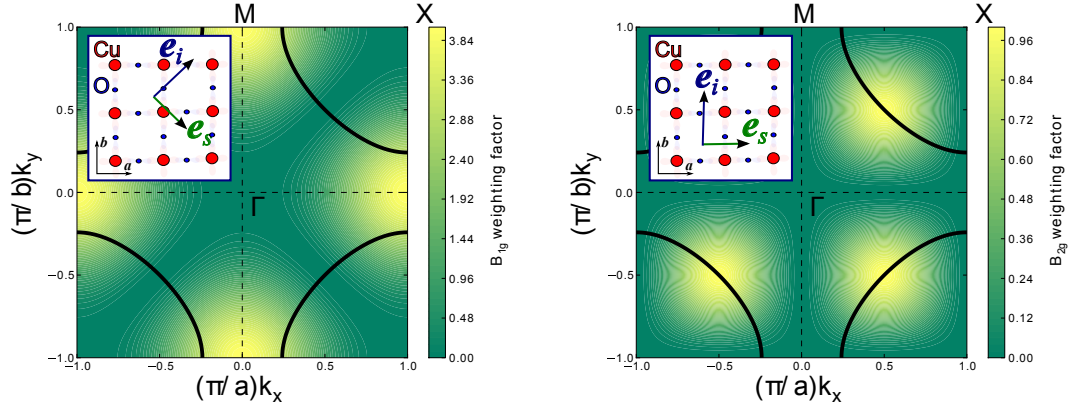 M X
Cu
O
e_i
e_s
b
a
Γ
1.0
0.5
0.0
−0.5
−1.0
(π/ b)k_y
−1.0 −0.5 0.0 0.5 1.0
(π/ a)k_x
3.84
3.36
2.88
2.40
1.92
1.44
0.96
0.48
0.00
B_1g weighting factor
M X
Cu
O
e_i
e_s
b
a
Γ
1.0
0.5
0.0
−0.5
−1.0
(π/ b)k_y
−1.0 −0.5 0.0 0.5 1.0
(π/ a)k_x
0.96
0.84
0.72
0.60
0.48
0.36
0.24
0.12
0.00
B_2g weighting factor